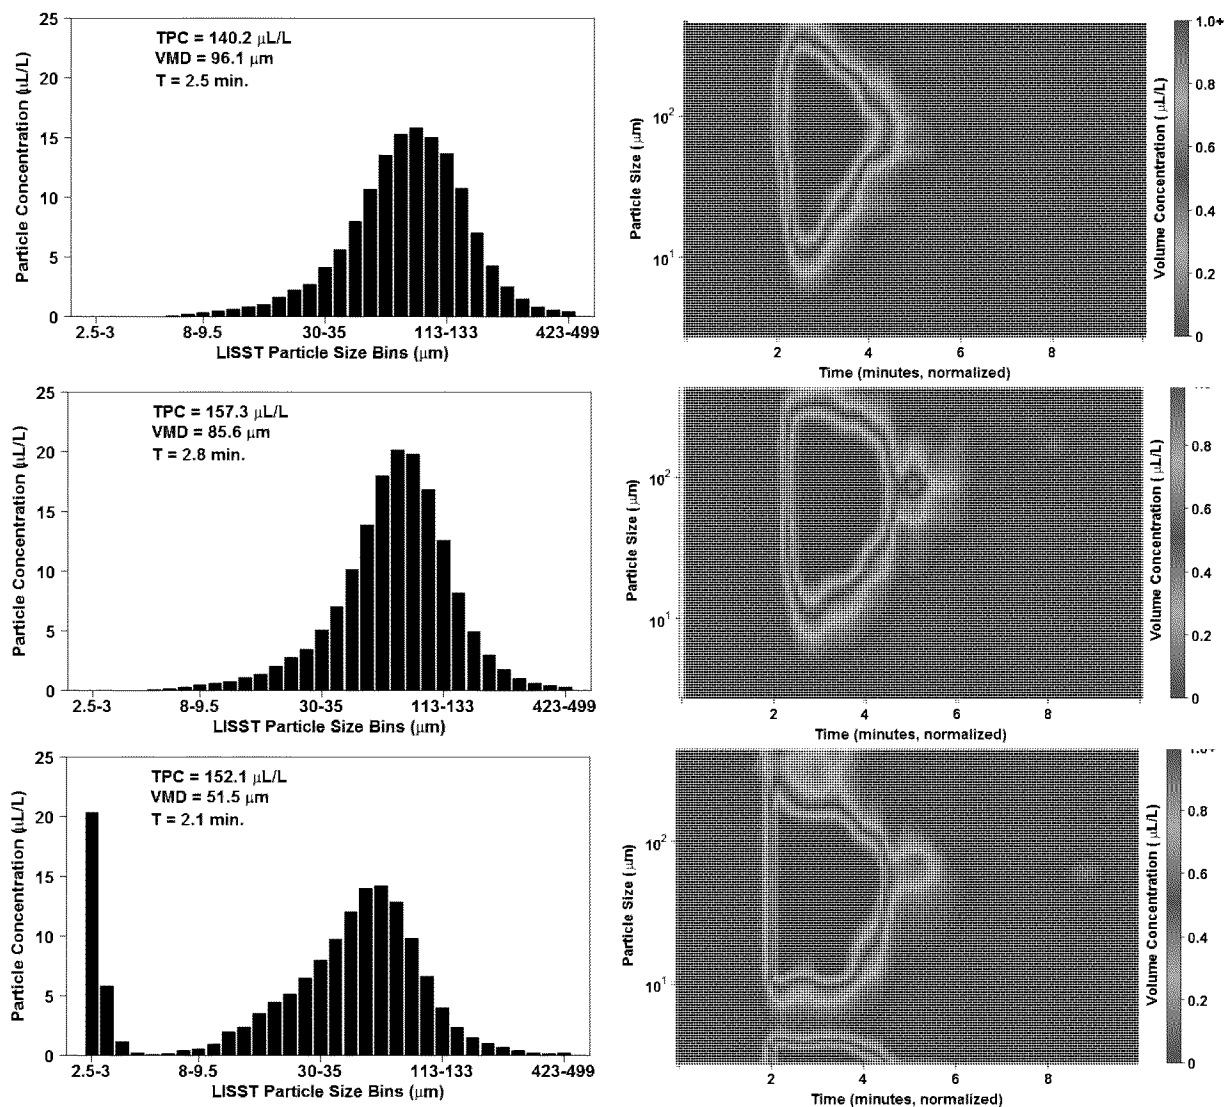 25
20
15
10
5
0
Particle Concentration (μL/L)
TPC = 140.2 μL/L
VMD = 96.1 μm
T = 2.5 min.
2.5-3 8-9.5 30-35 113-133 423-499
LISST Particle Size Bins (μm)
Particle Size (μm)
10²
10¹
2 4 6 8
Time (minutes, normalized)
Volume Concentration (μL/L)
1.0+
0.8
0.6
0.4
0.2
0
25
20
15
10
5
0
Particle Concentration (μL/L)
TPC = 157.3 μL/L
VMD = 85.6 μm
T = 2.8 min.
2.5-3 8-9.5 30-35 113-133 423-499
LISST Particle Size Bins (μm)
Particle Size (μm)
10²
10¹
2 4 6 8
Time (minutes, normalized)
Volume Concentration (μL/L)
0.8
0.6
0.4
0.2
0
25
20
15
10
5
0
Particle Concentration (μL/L)
TPC = 152.1 μL/L
VMD = 51.5 μm
T = 2.1 min.
2.5-3 8-9.5 30-35 113-133 423-499
LISST Particle Size Bins (μm)
Particle Size (μm)
10²
10¹
2 4 6 8
Time (minutes, normalized)
Volume Concentration (μL/L)
0.8
0.6
0.4
0.2
0